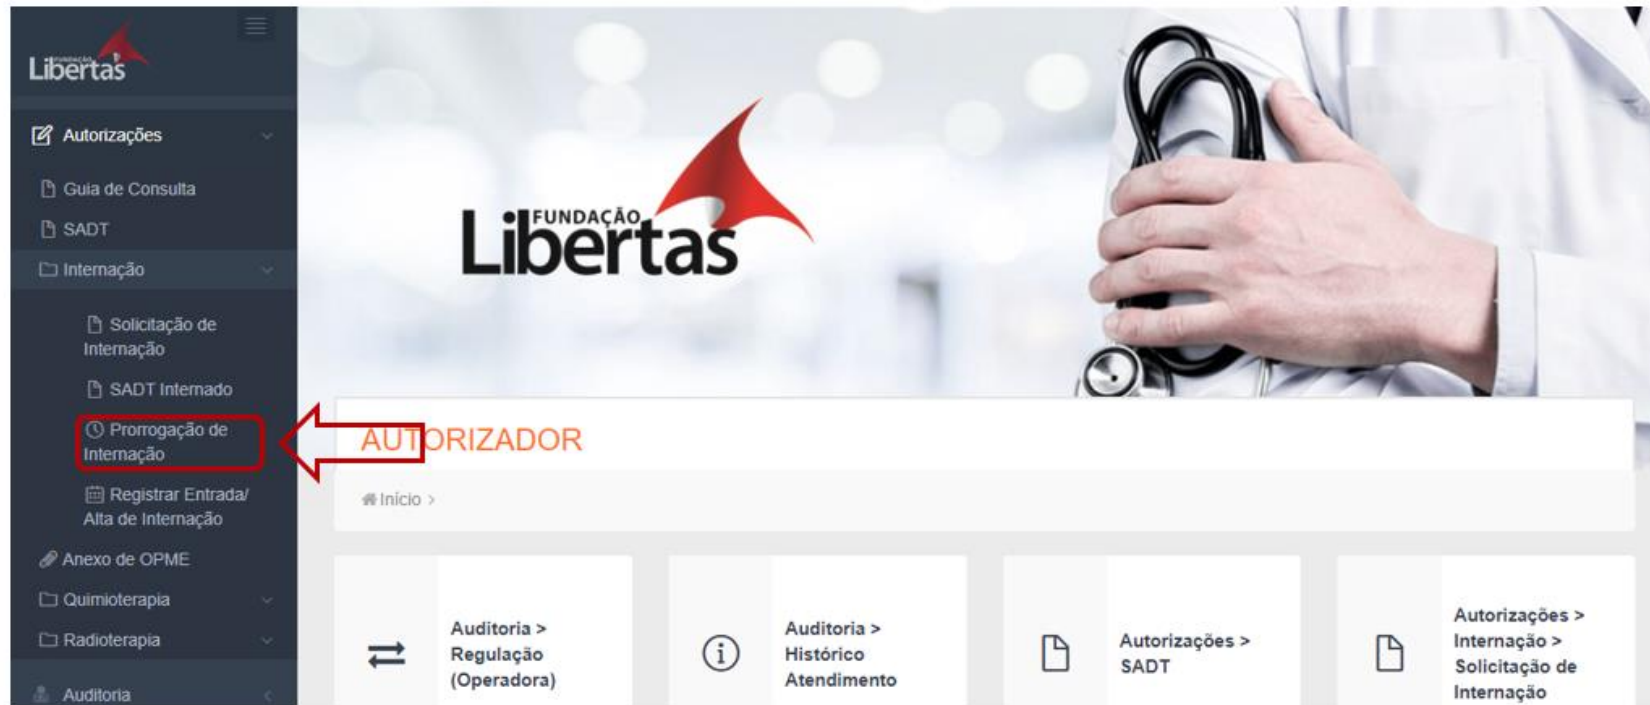 FUNDAÇÃO
Libertas
Autorizações
Guia de Consulta
SADT
Internação
Solicitação de
Internação
SADT Internado
Prorrogação de
Internação
Registrar Entrada/
Alta de Internação
Anexo de OPME
Quimioterapia
Radioterapia
Auditoria
FUNDAÇÃO
Libertas
AUTORIZADOR
Início >
Auditoria >
Regulação
(Operadora)
Auditoria >
Histórico
Atendimento
Autorizações >
SADT
Autorizações >
Internação >
Solicitação de
Internação